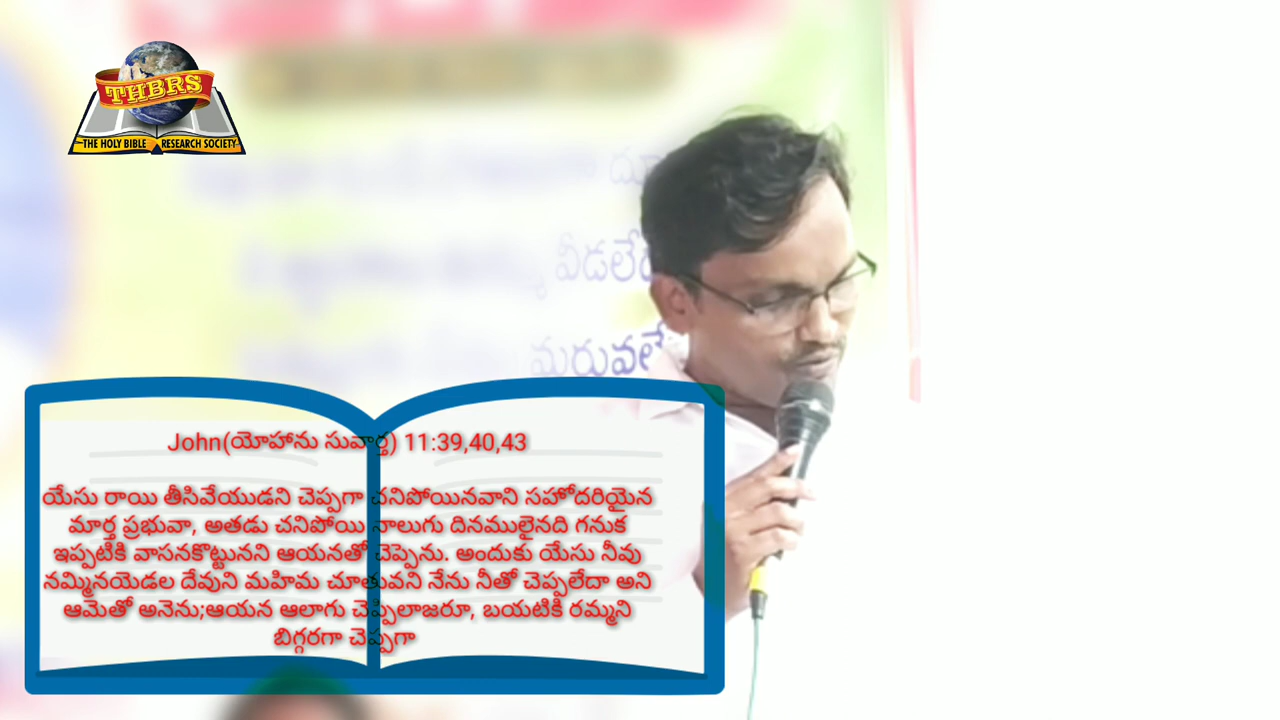 THBRS
THE HOLY BIBLE RESEARCH SOCIETY
వీడలేదు
మరువలే
John(యోహాను సువార్త) 11:39,40,43
యేసు రాయి తీసివేయుడని చెప్పగా చనిపోయినవాని సహోదరియైన
మార్త ప్రభువా, అతడు చనిపోయి నాలుగు దినములైనది గనుక
ఇప్పటికి వాసనకొట్టునని ఆయనతో చెప్పెను. అందుకు యేసు నీవు
నమ్మినయెడల దేవుని మహిమ చూతువని నేను నీతో చెప్పలేదా అని
ఆమెతో అనెను;ఆయన ఆలాగు చెప్పిలాజరూ, బయటికి రమ్మని
బిగ్గరగా చెప్పగా